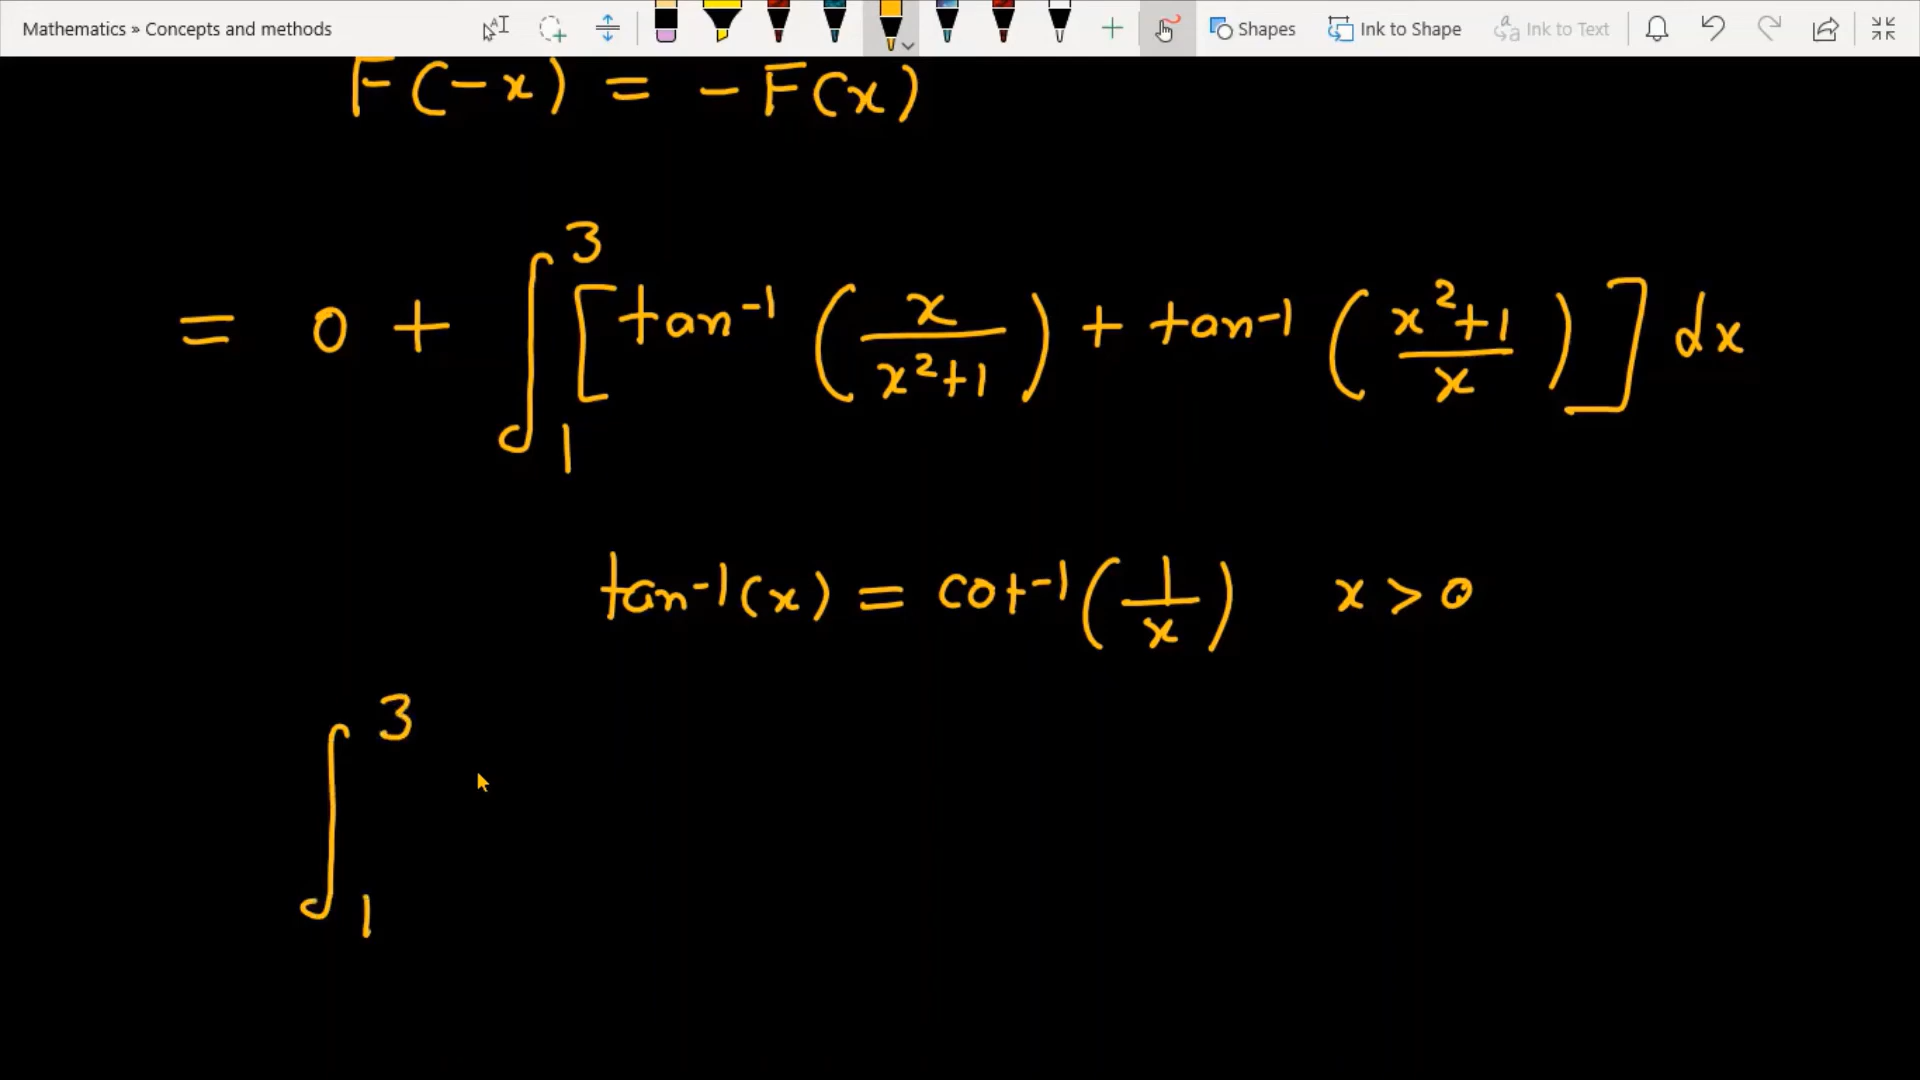 Mathematics » Concepts and methods Shapes Ink to Shape Ink to Text
F(-x) = -F(x)
= 0 + ∫₁³ [tan⁻¹(x/(x²+1)) + tan⁻¹((x²+1)/x)] dx
tan⁻¹(x) = cot⁻¹(1/x) x > 0
∫₁³